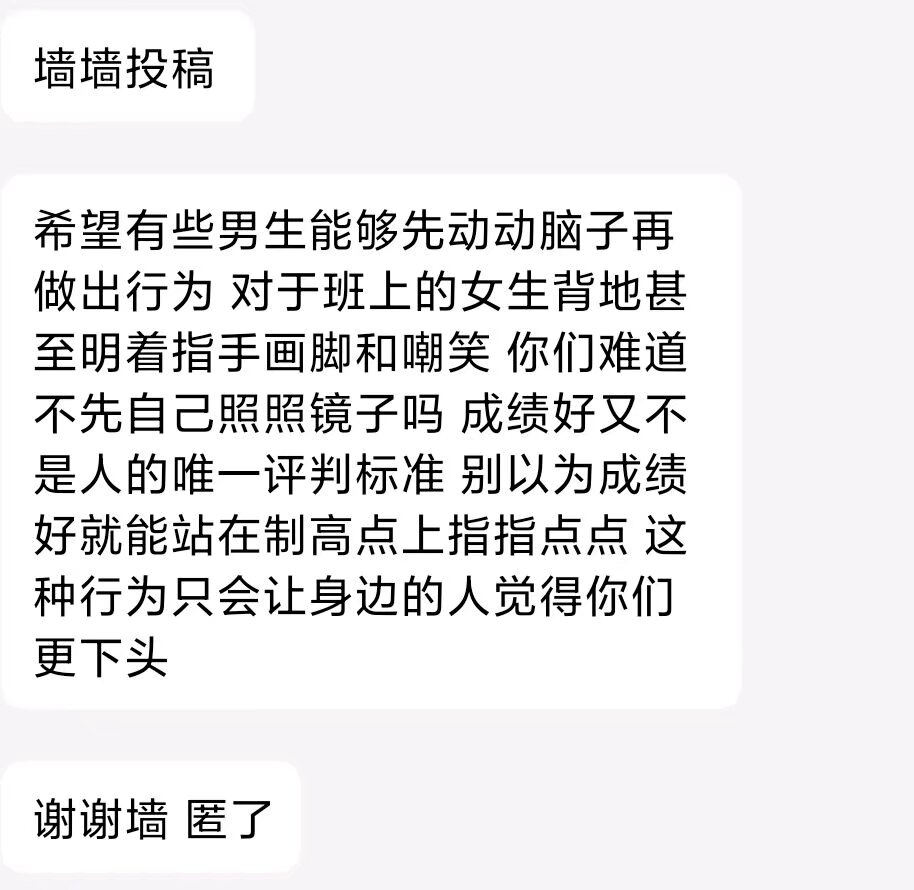 墙墙投稿
希望有些男生能够先动动脑子再
做出行为 对于班上的女生背地甚
至明着指手画脚和嘲笑 你们难道
不先自己照照镜子吗 成绩好又不
是人的唯一评判标准 别以为成绩
好就能站在制高点上指指点点 这
种行为只会让身边的人觉得你们
更下头
谢谢墙 匿了